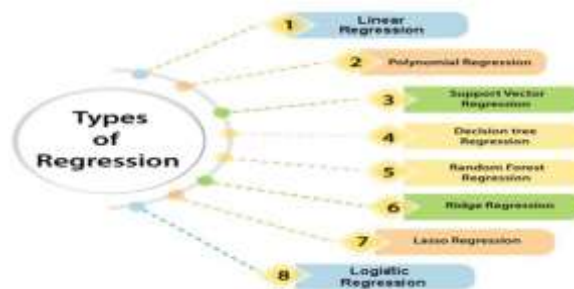 Types
of
Regression
1
Linear
Regression
2
Polynomial Regression
3
Support Vector
Regression
4
Decision tree
Regression
5
Random Forest
Regression
6
Ridge Regression
7
Lasso Regression
8
Logistic
Regression